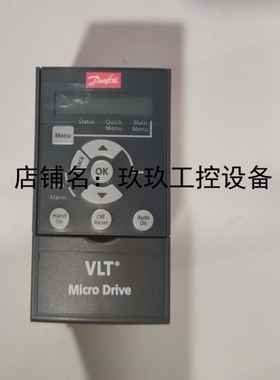 Danfoss
Status Quick Menu Main Menu
Menu
BACK
店铺名：玖玖工控设备
OK
Alarm
Hand On
Off Reset
Auto On
VLT®
Micro Drive